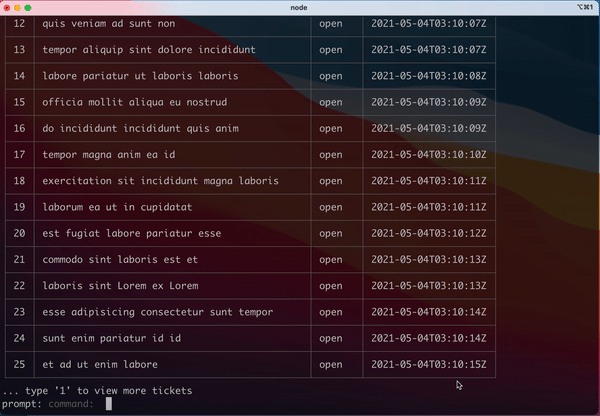 node
⌥⌘1
12 quis veniam ad sunt non open 2021-05-04T03:10:07Z
13 tempor aliquip sint dolore incididunt open 2021-05-04T03:10:07Z
14 labore pariatur ut laboris laboris open 2021-05-04T03:10:08Z
15 officia mollit aliqua eu nostrud open 2021-05-04T03:10:09Z
16 do incididunt incididunt quis anim open 2021-05-04T03:10:09Z
17 tempor magna anim ea id open 2021-05-04T03:10:10Z
18 exercitation sit incididunt magna laboris open 2021-05-04T03:10:11Z
19 laborum ea ut in cupidatat open 2021-05-04T03:10:11Z
20 est fugiat labore pariatur esse open 2021-05-04T03:10:12Z
21 commodo sint laboris est et open 2021-05-04T03:10:13Z
22 laboris sint Lorem ex Lorem open 2021-05-04T03:10:13Z
23 esse adipisicing consectetur sunt tempor open 2021-05-04T03:10:14Z
24 sunt enim pariatur id id open 2021-05-04T03:10:14Z
25 et ad ut enim labore open 2021-05-04T03:10:15Z
... type '1' to view more tickets
prompt: command: